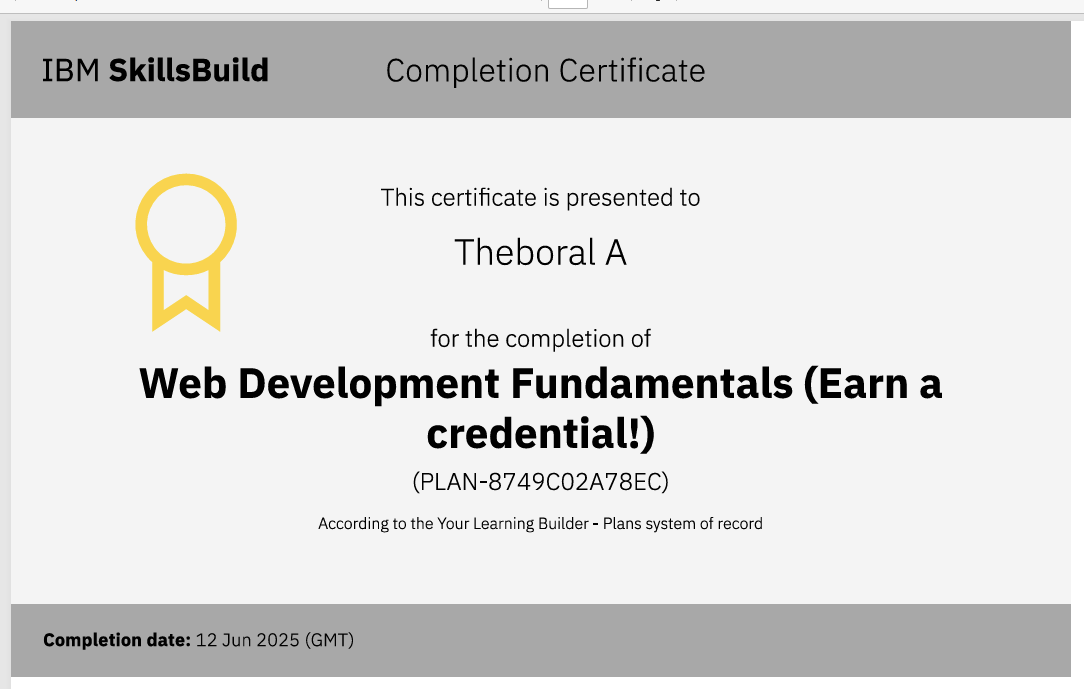 IBM SkillsBuild
Completion Certificate
This certificate is presented to
Theboral A
for the completion of
Web Development Fundamentals (Earn a
credential!)
(PLAN-8749C02A78EC)
According to the Your Learning Builder - Plans system of record
Completion date: 12 Jun 2025 (GMT)